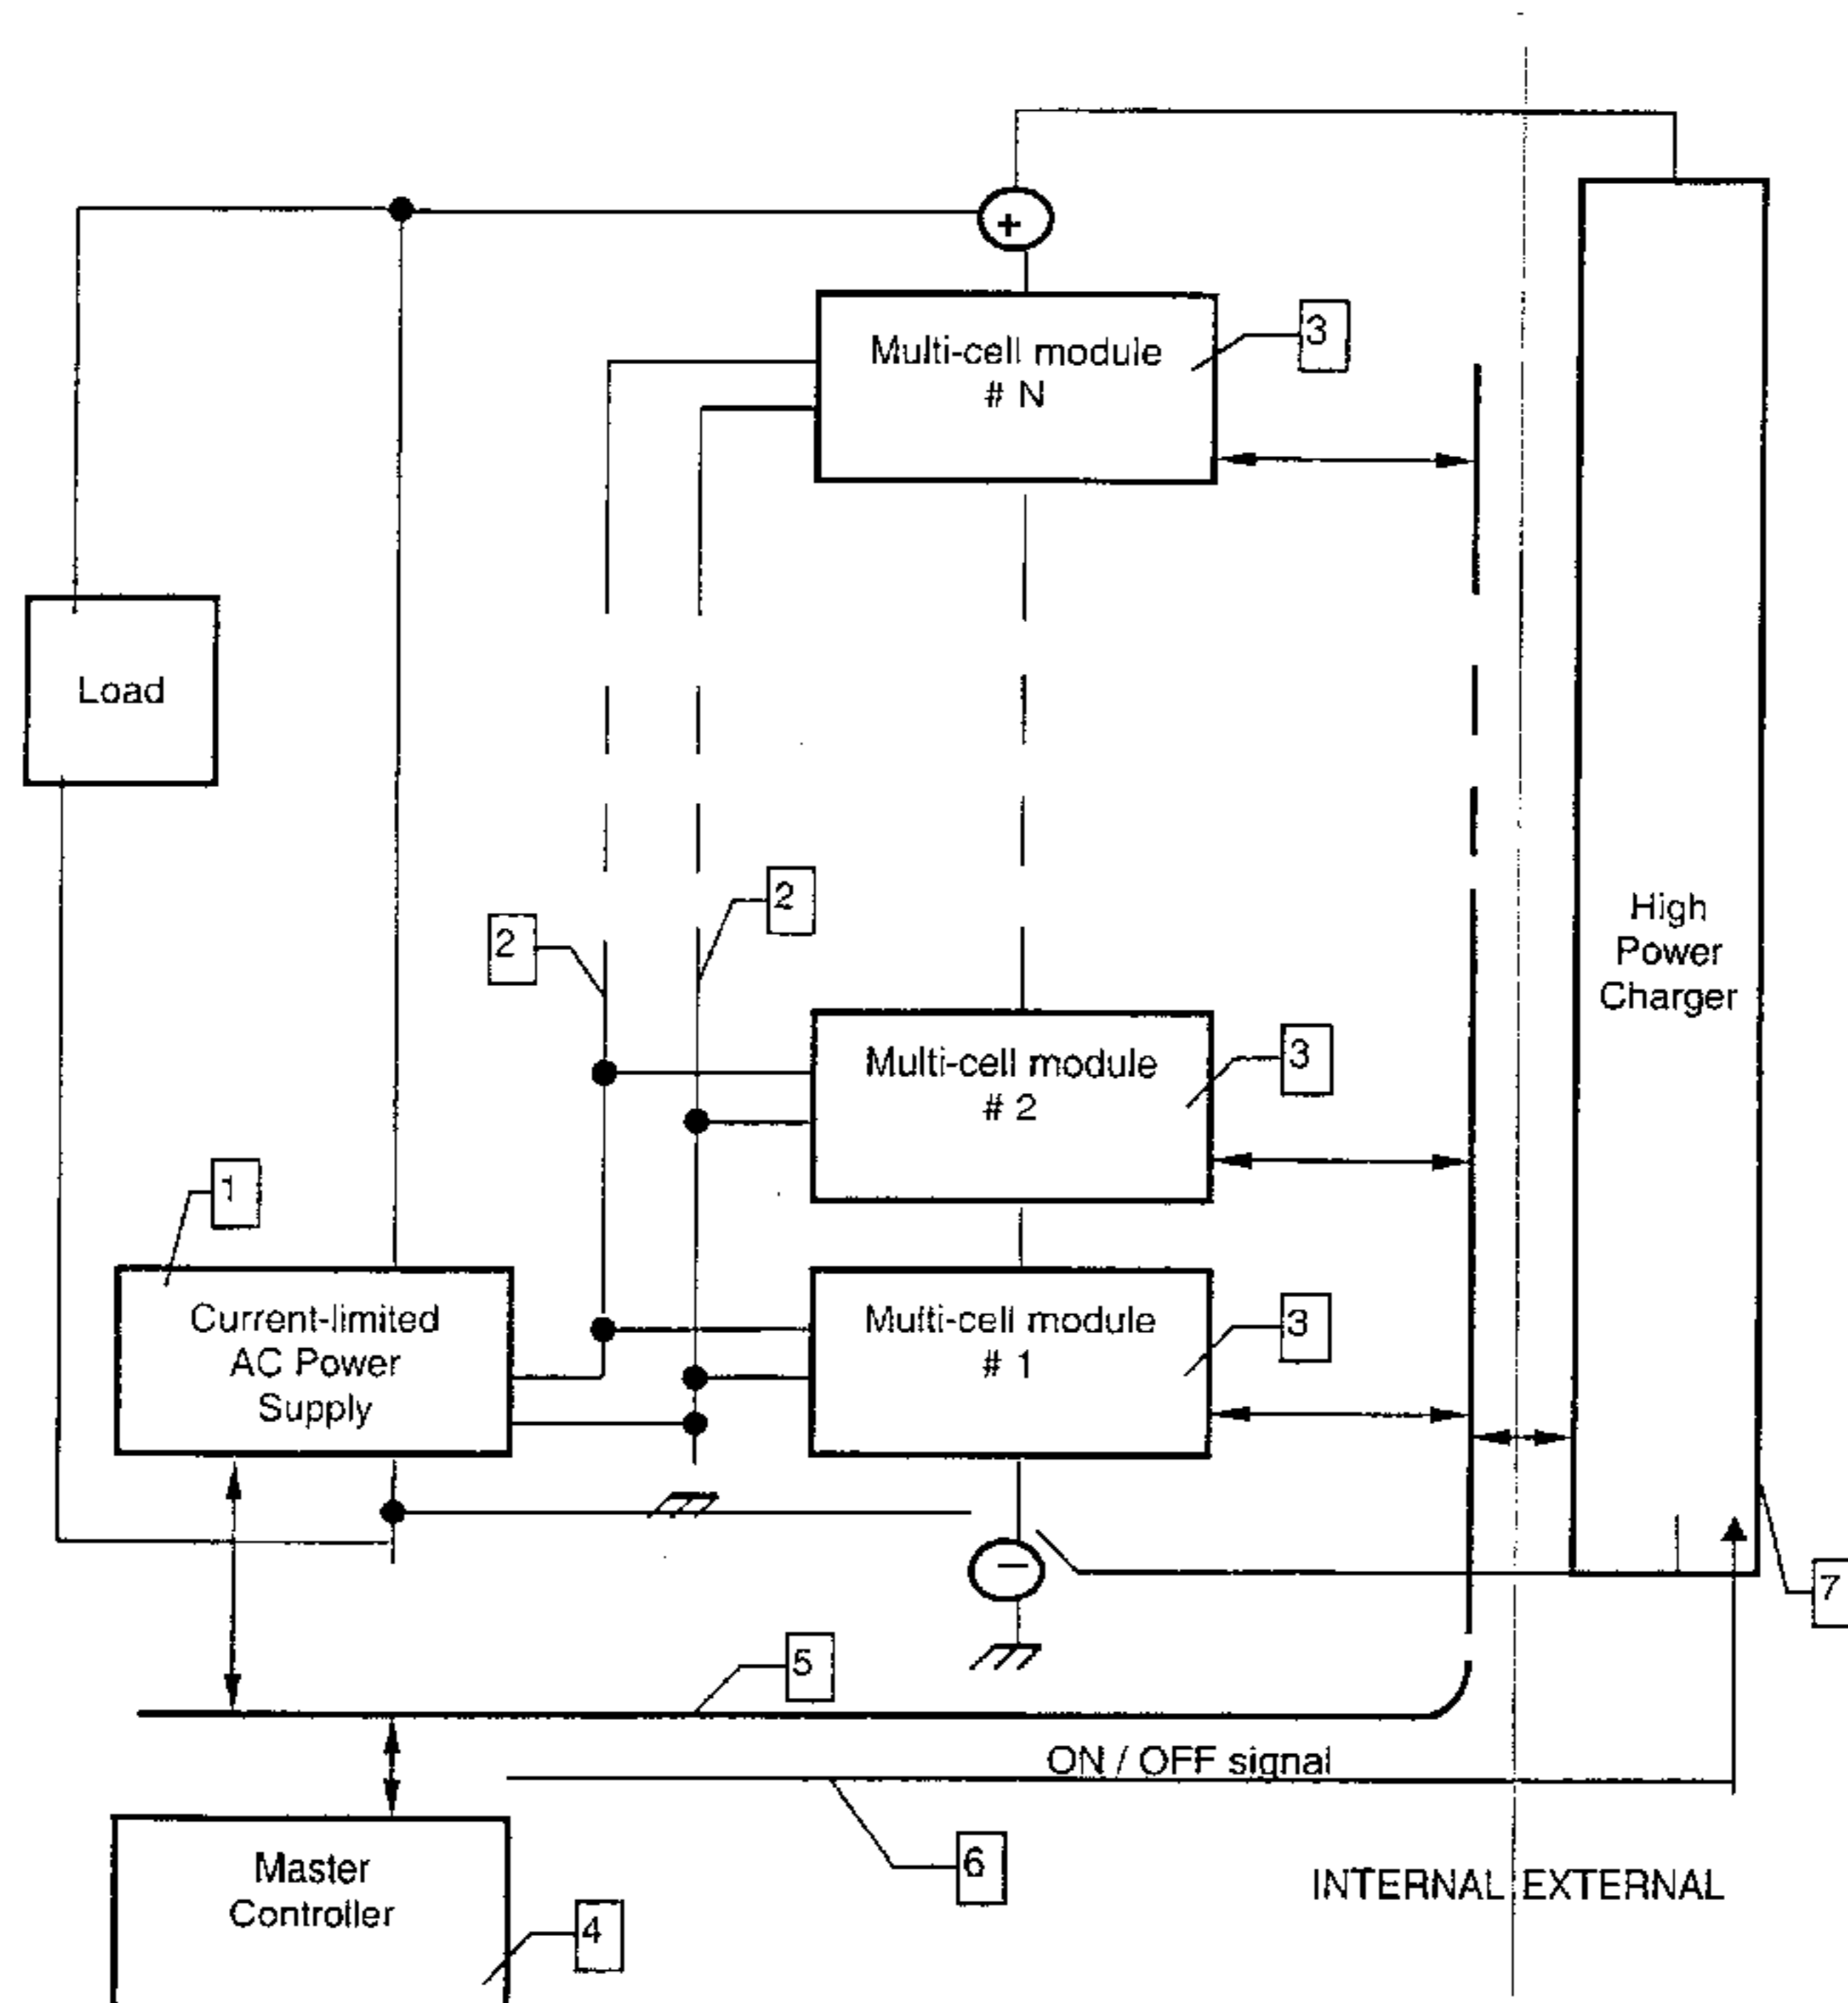 +
Multi-cell module
# N
3
Load
2
2
High
Power
Charger
Multi-cell module
# 2
3
1
Current-limited
AC Power
Supply
Multi-cell module
# 1
3
−
7
5
ON / OFF signal
6
Master
Controller
4
INTERNAL EXTERNAL